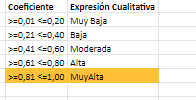 Coeficiente Expresión Cualitativa
>=0,01 <=0,20 Muy Baja
>=0,21 <=0,40 Baja
>=0,41 <=0,60 Moderada
>=0,61 <=0,80 Alta
>=0,81 <=1,00 MuyAlta